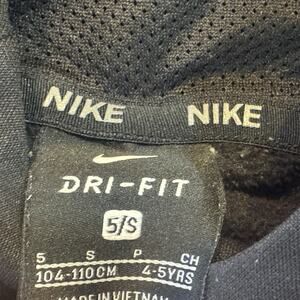 NIKE NIKE
DRI-FIT
5/S
5 S P CH
104-110CM 4-5YRS
MADE IN VIETNAM